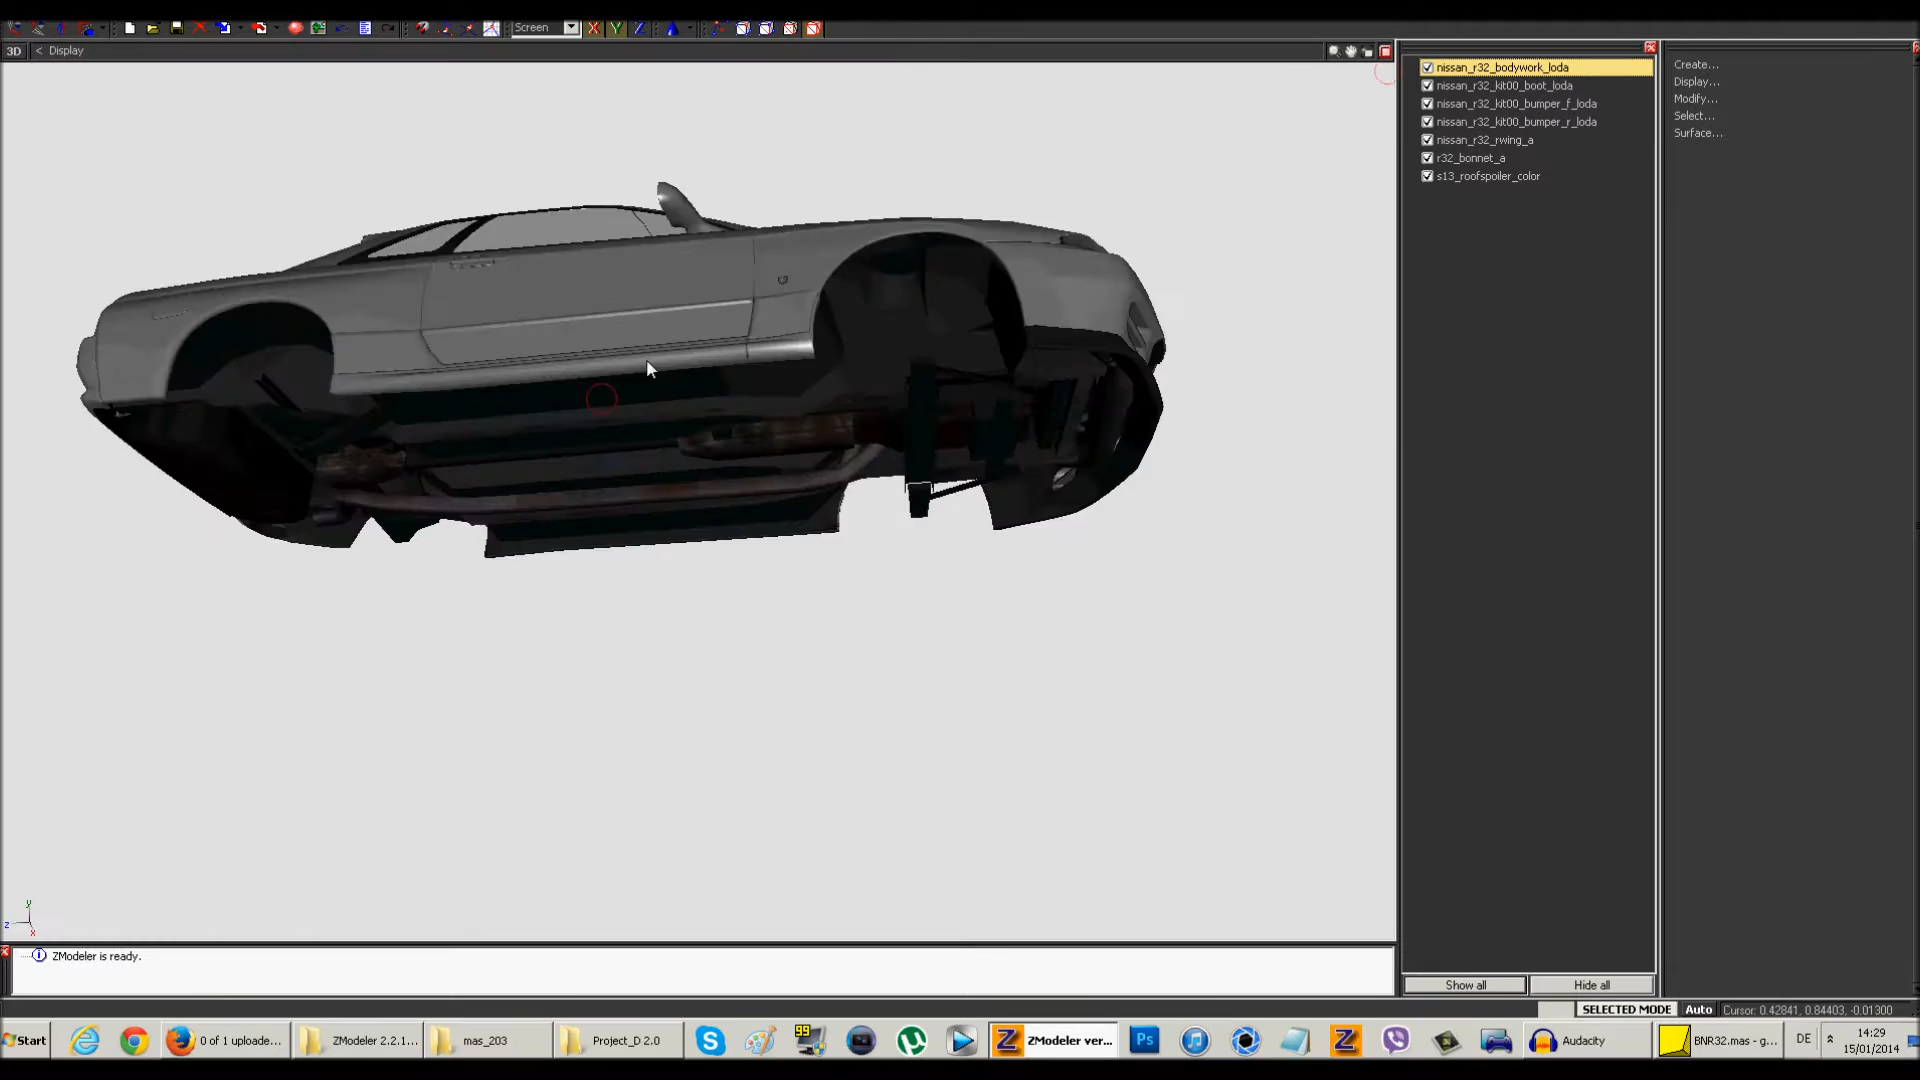 Screen
X Y Z
3D < Display
nissan_r32_bodywork_loda
nissan_r32_kit00_boot_loda
nissan_r32_kit00_bumper_f_loda
nissan_r32_kit00_bumper_r_loda
nissan_r32_rwing_a
r32_bonnet_a
s13_roofspoiler_color
Create...
Display...
Modify...
Select...
Surface...
y
z
x
ZModeler is ready.
Show all
Hide all
SELECTED MODE
Auto
Cursor: 0.42841, 0.84403, -0.01300
Start
0 of 1 uploade...
ZModeler 2.2.1...
mas_203
Project_D 2.0
99
ZModeler ver...
Ps
Audacity
BNR32.mas - g...
DE
14:29
15/01/2014